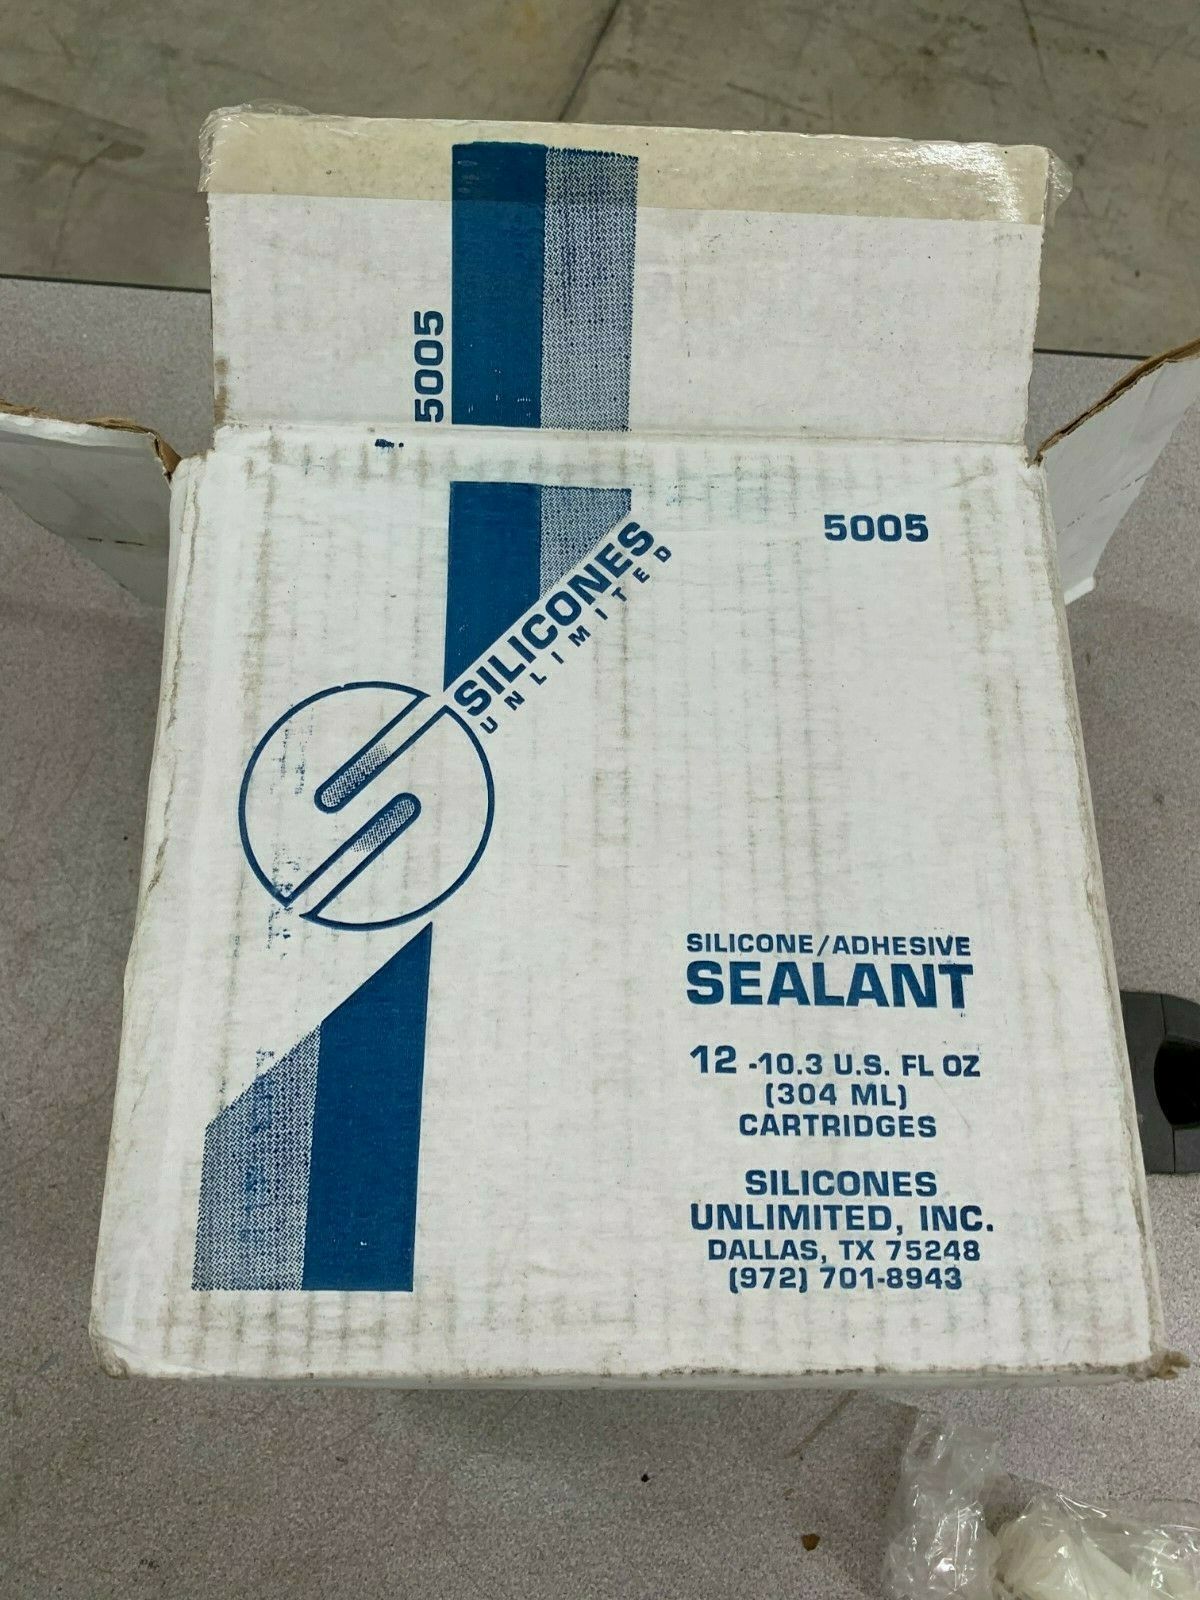 5005
5005
SILICONES
UNLIMITED
SILICONE/ADHESIVE
SEALANT
12 -10.3 U.S. FL OZ
(304 ML)
CARTRIDGES
SILICONES
UNLIMITED, INC.
DALLAS, TX 75248
(972) 701-8943